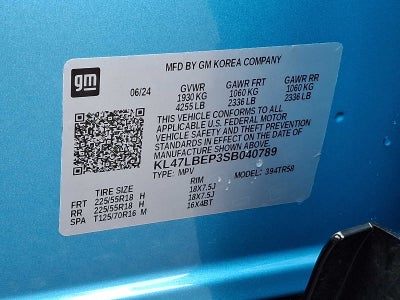 gm
MFD BY GM KOREA COMPANY
06/24 GVWR GAWR FRT GAWR RR
1930 KG 1060 KG 1060 KG
4255 LB 2336 LB 2336 LB
THIS VEHICLE CONFORMS TO ALL
APPLICABLE U.S. FEDERAL MOTOR
VEHICLE SAFETY AND THEFT PREVENTION
STANDARDS IN EFFECT ON THE DATE OF
MANUFACTURE SHOWN ABOVE.
KL47LBEP3SB040789
TYPE: MPV MODEL: 394TR58
TIRE SIZE RIM
FRT 225/55R18 H 18X7.5J
RR 225/55R18 H 18X7.5J
SPA T125/70R16 M 16X4BT